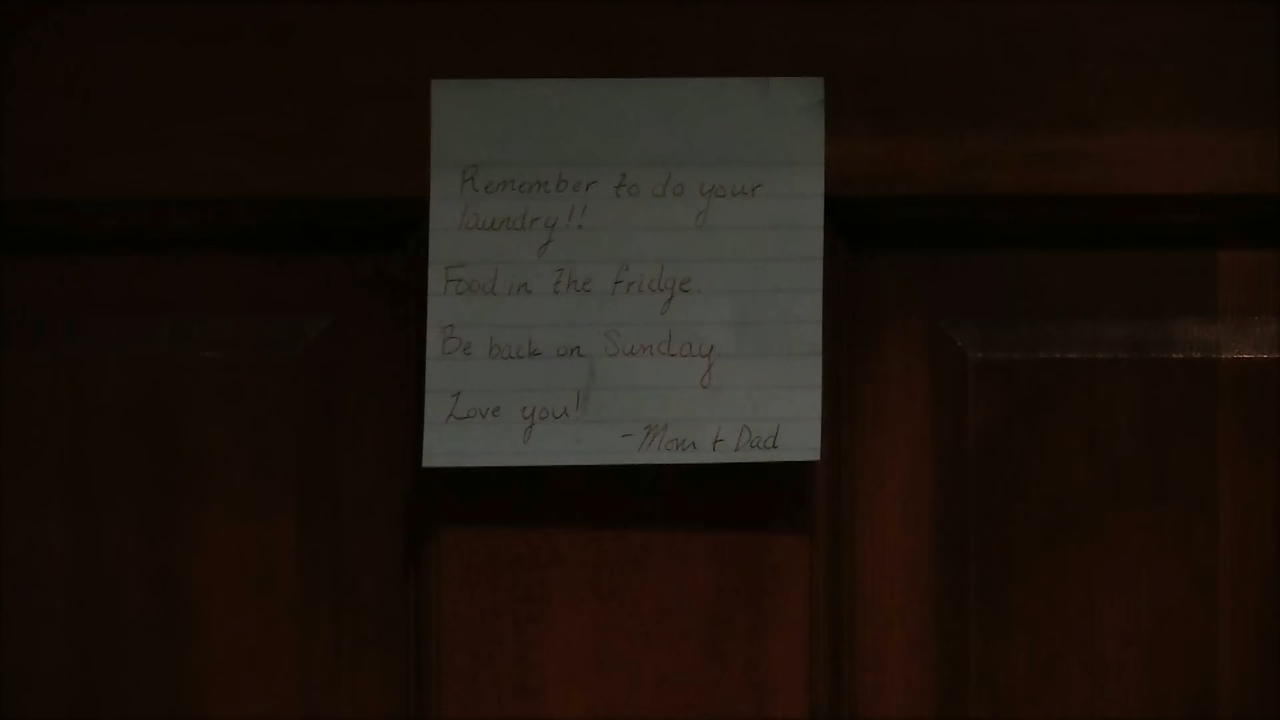 Remember to do your
laundry!!
Food in the fridge.
Be back on Sunday.
Love you!
-Mom + Dad